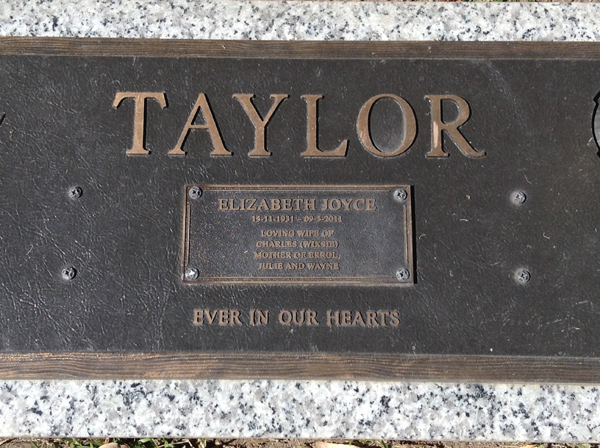 TAYLOR
ELIZABETH JOYCE
15-11-1931 - 09-5-2011
LOVING WIFE OF
CHARLES (WIKSIE)
MOTHER OF ERROL,
JULIE AND WAYNE
EVER IN OUR HEARTS